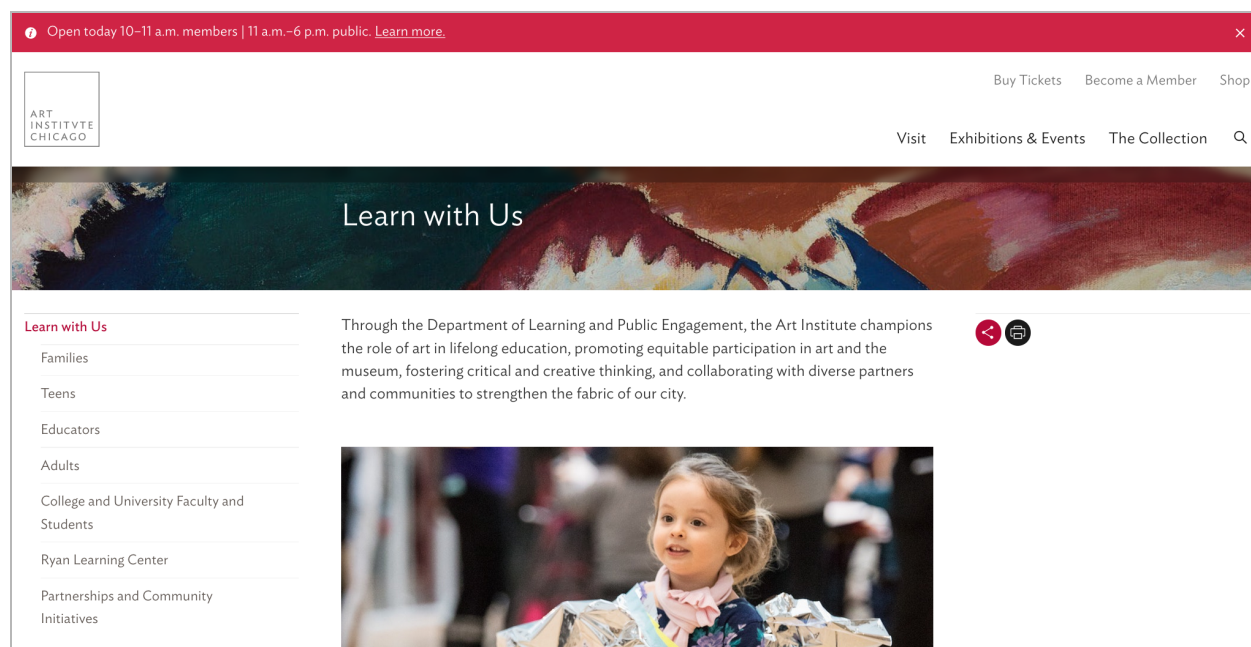 Open today 10–11 a.m. members | 11 a.m.–6 p.m. public. Learn more.
ART
INSTITVTE
CHICAGO
Buy Tickets Become a Member Shop
Visit Exhibitions & Events The Collection
Learn with Us
Learn with Us
Families
Teens
Educators
Adults
College and University Faculty and
Students
Ryan Learning Center
Partnerships and Community
Initiatives
Through the Department of Learning and Public Engagement, the Art Institute champions
the role of art in lifelong education, promoting equitable participation in art and the
museum, fostering critical and creative thinking, and collaborating with diverse partners
and communities to strengthen the fabric of our city.